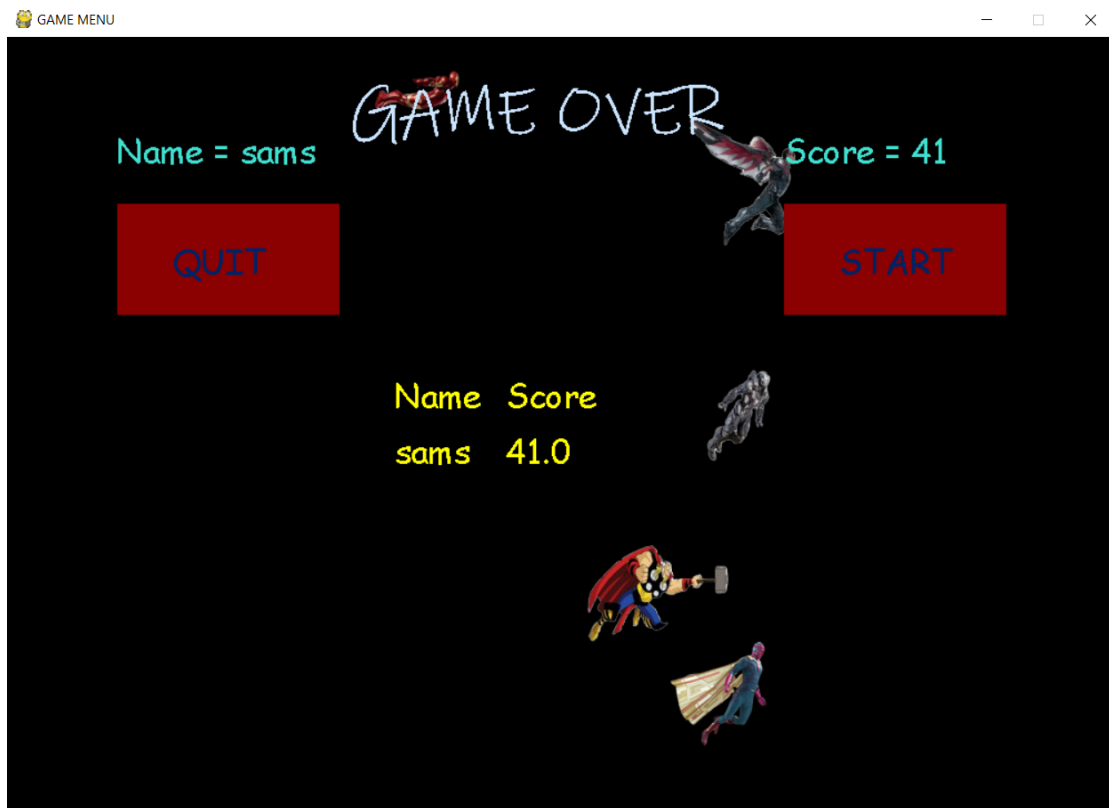 GAME MENU
GAME OVER
Name = sams
Score = 41
QUIT
START
Name Score
sams 41.0